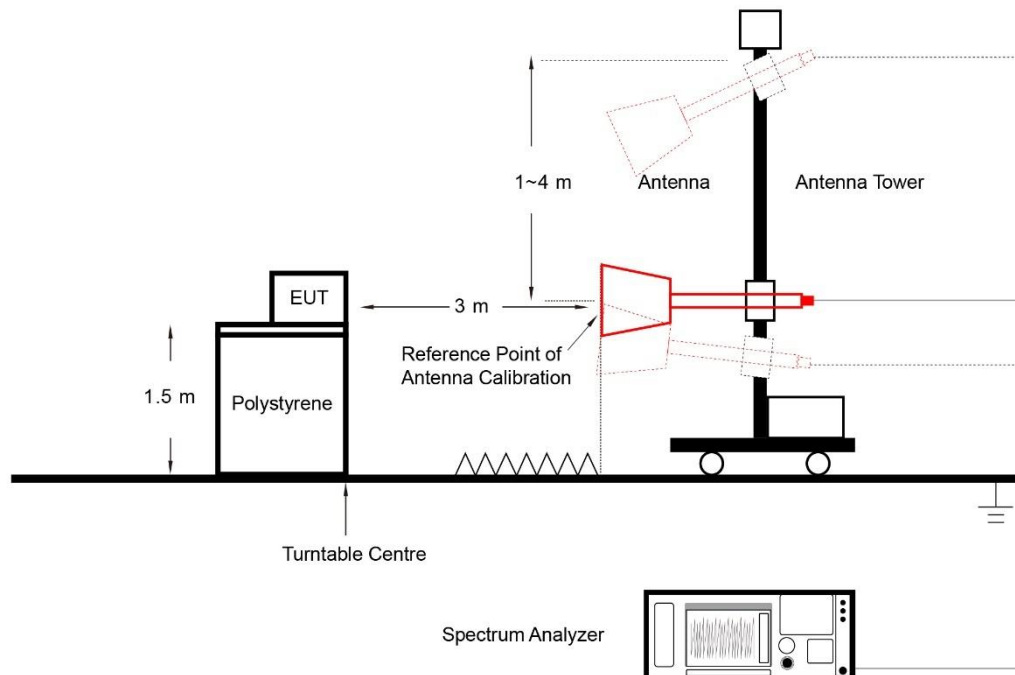 1~4 m
Antenna
Antenna Tower
EUT
3 m
Reference Point of
Antenna Calibration
1.5 m
Polystyrene
Turntable Centre
Spectrum Analyzer